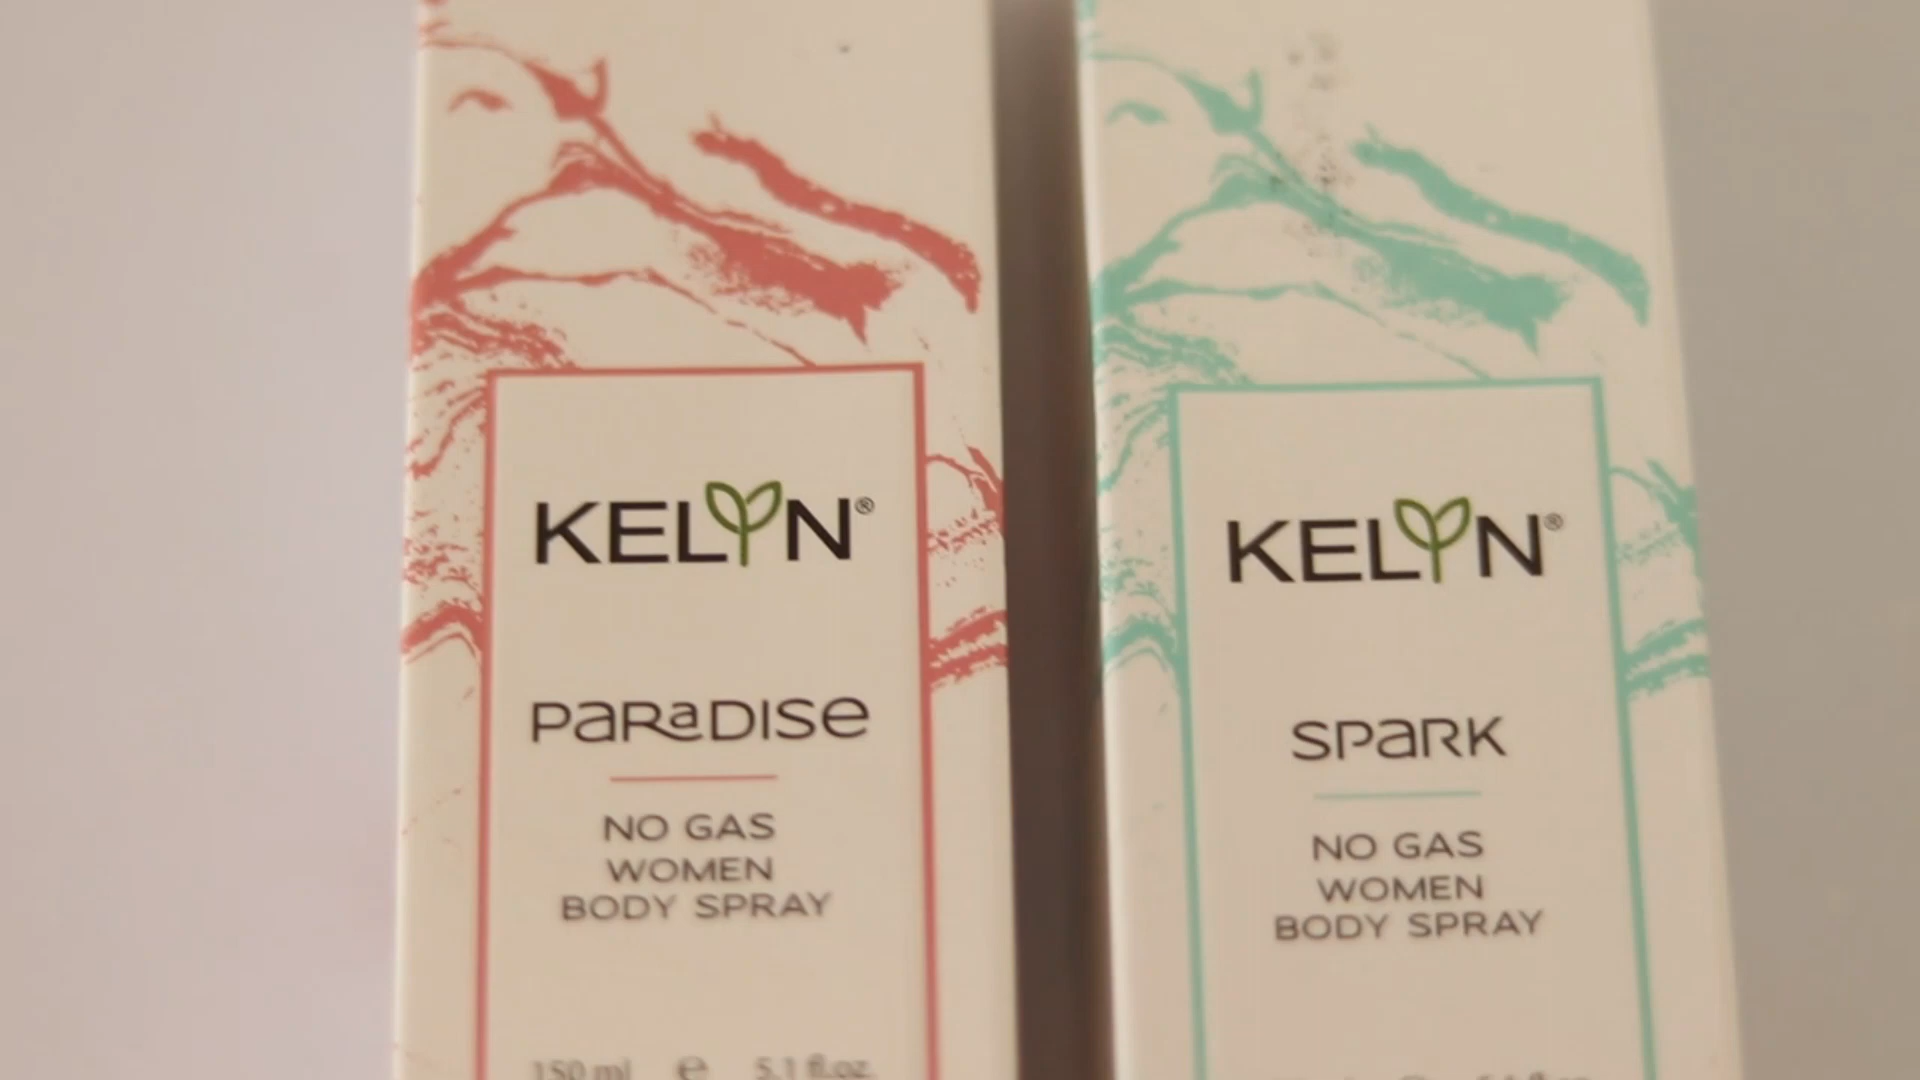 KELYN®
PARADISE
NO GAS
WOMEN
BODY SPRAY
150 ml e 5.1 fl.oz.
KELYN®
SPARK
NO GAS
WOMEN
BODY SPRAY